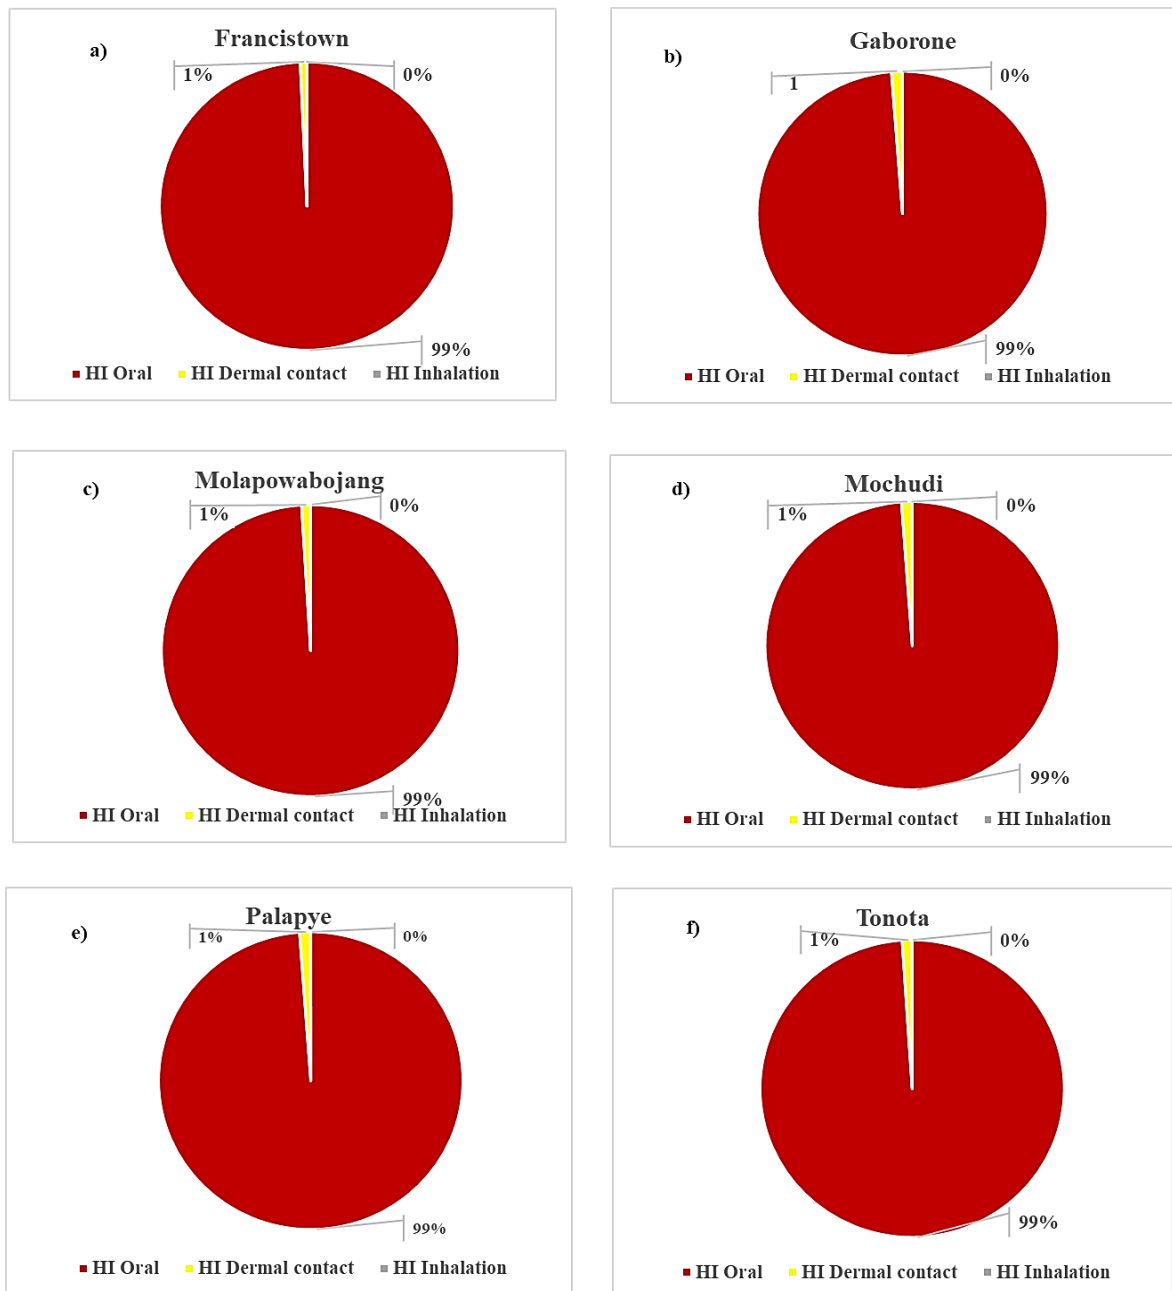 a)
Francistown
1%
0%
99%
HI Oral HI Dermal contact HI Inhalation
b)
Gaborone
1
0%
99%
HI Oral HI Dermal contact HI Inhalation
c)
Molapowabojang
1%
0%
99%
HI Oral HI Dermal contact HI Inhalation
d)
Mochudi
1%
0%
99%
HI Oral HI Dermal contact HI Inhalation
e)
Palapye
1%
0%
99%
HI Oral HI Dermal contact HI Inhalation
f)
Tonota
1%
0%
99%
HI Oral HI Dermal contact HI Inhalation